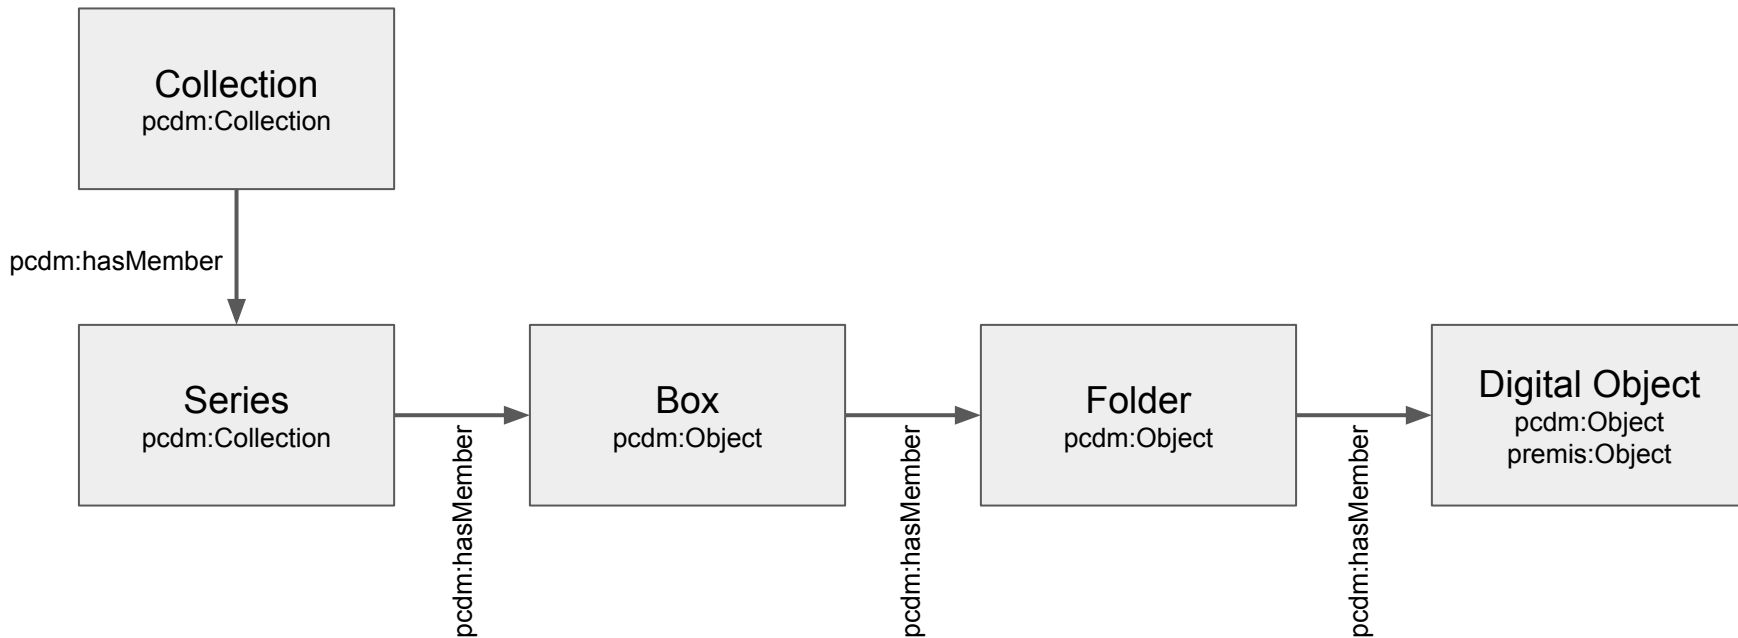 Collection
pcdm:Collection
pcdm:hasMember
Series
pcdm:Collection
pcdm:hasMember
Box
pcdm:Object
pcdm:hasMember
Folder
pcdm:Object
pcdm:hasMember
Digital Object
pcdm:Object
premis:Object